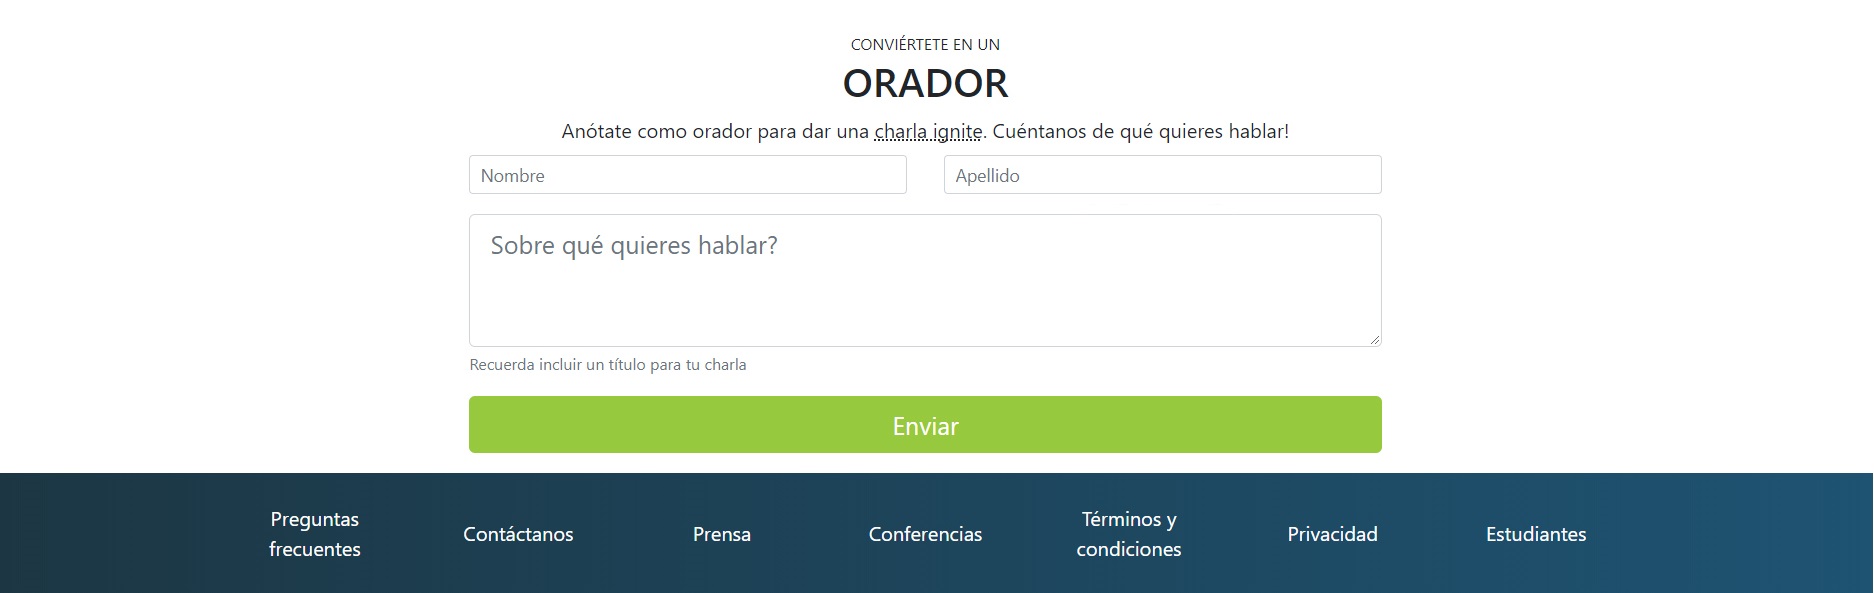 CONVIÉRTETE EN UN
ORADOR
Anótate como orador para dar una charla ignite. Cuéntanos de qué quieres hablar!
Nombre
Apellido
Sobre qué quieres hablar?
Recuerda incluir un título para tu charla
Enviar
Preguntas
frecuentes
Contáctanos
Prensa
Conferencias
Términos y
condiciones
Privacidad
Estudiantes